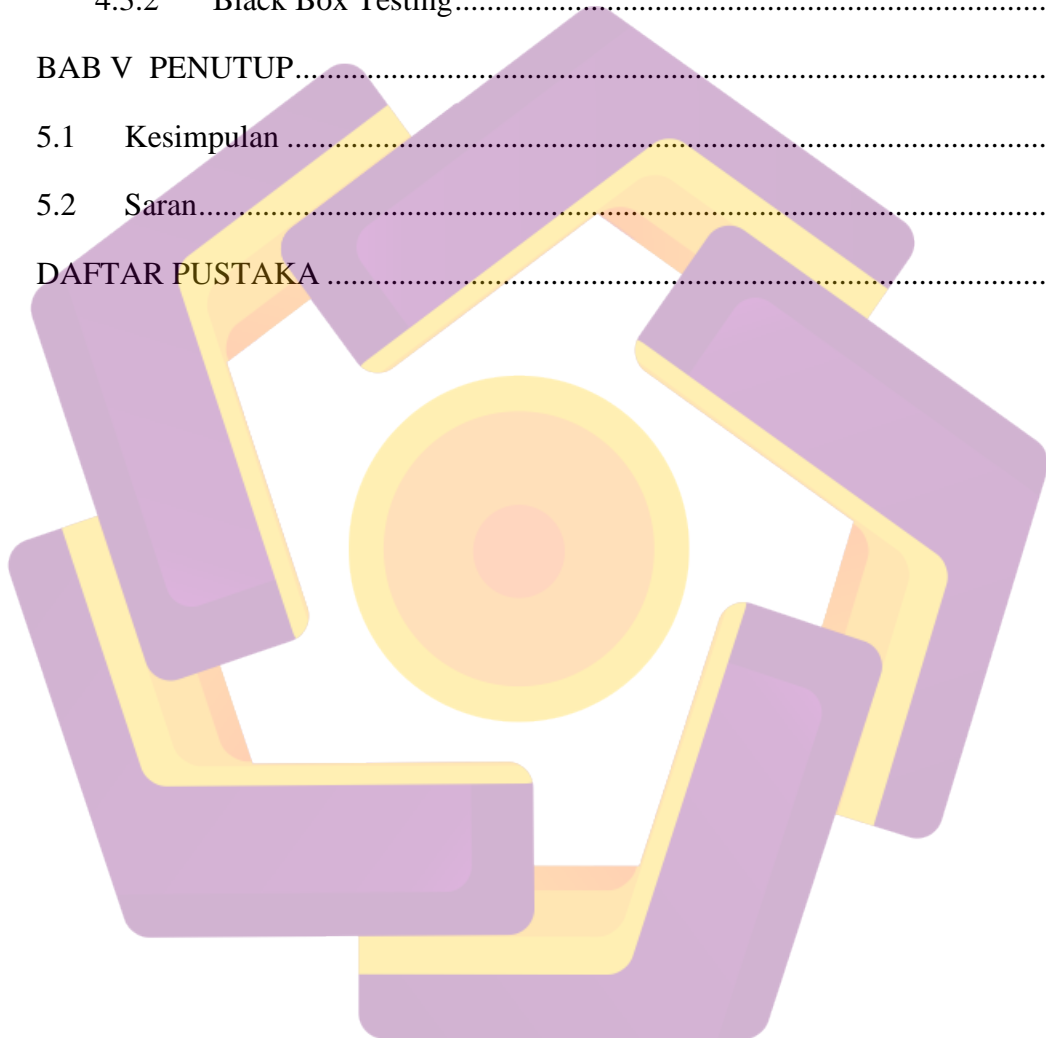 4.3.2 Black Box Testing..........................................................................
BAB V PENUTUP..............................................................................................
5.1 Kesimpulan ...............................................................................................
5.2 Saran..........................................................................................................
DAFTAR PUSTAKA ..........................................................................................